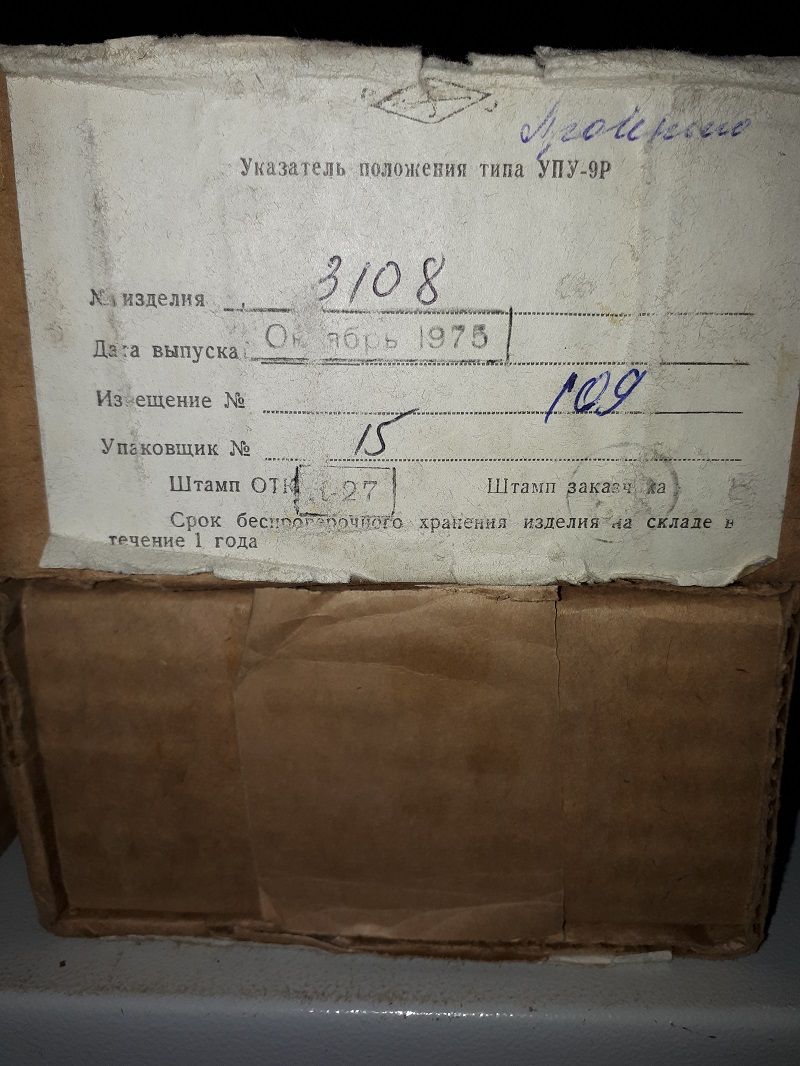 Указатель положения типа УПУ-9Р
№ изделия 3108
Дата выпуска Октябрь 1975
Извещение № 109
Упаковщик № 15
Штамп ОТК -27 Штамп заказчика
Срок беспроверочного хранения изделия на складе в
течение 1 года